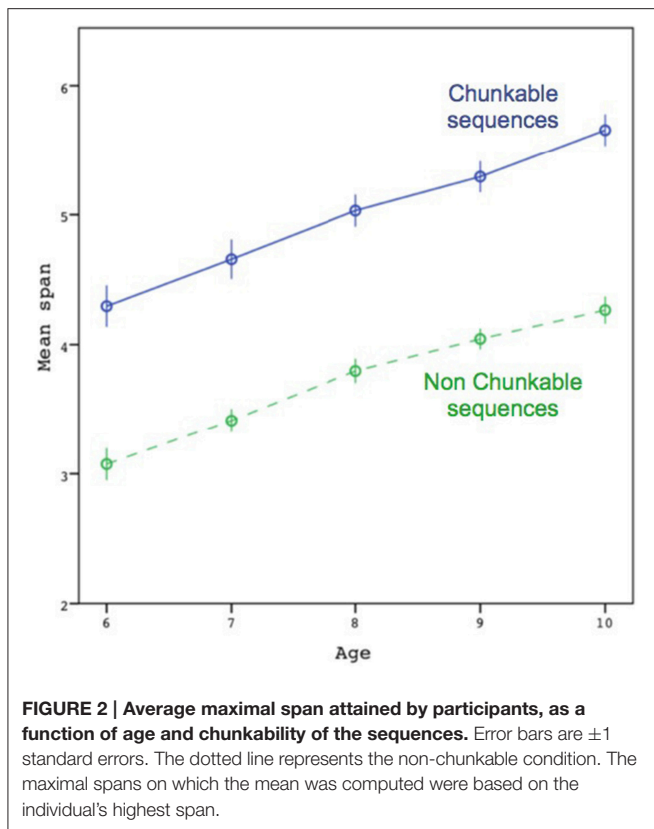 6
Chunkable
sequences
5
Mean span
4
Non Chunkable
sequences
3
2
6 7 8 9 10
Age
FIGURE 2 | Average maximal span attained by participants, as a
function of age and chunkability of the sequences. Error bars are ±1
standard errors. The dotted line represents the non-chunkable condition. The
maximal spans on which the mean was computed were based on the
individual's highest span.